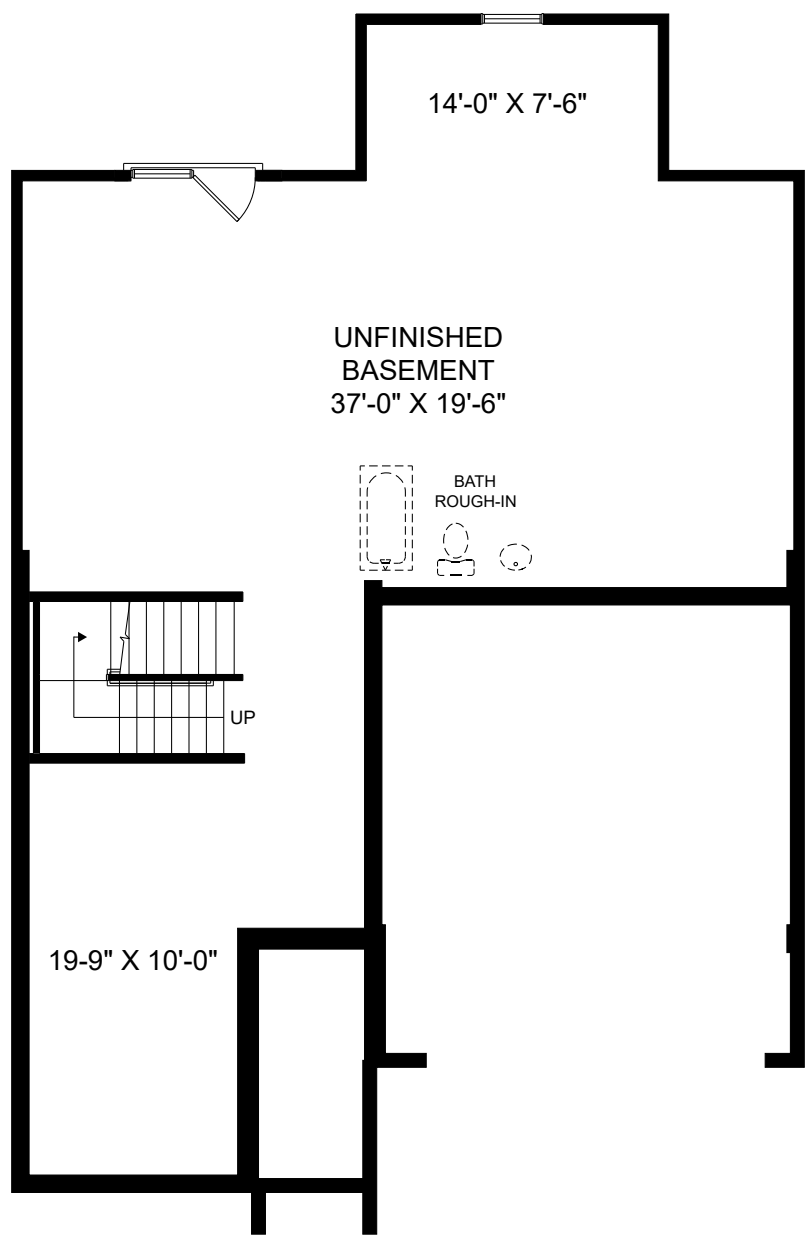 14'-0" X 7'-6"
UNFINISHED
BASEMENT
37'-0" X 19'-6"
BATH
ROUGH-IN
UP
19-9" X 10'-0"